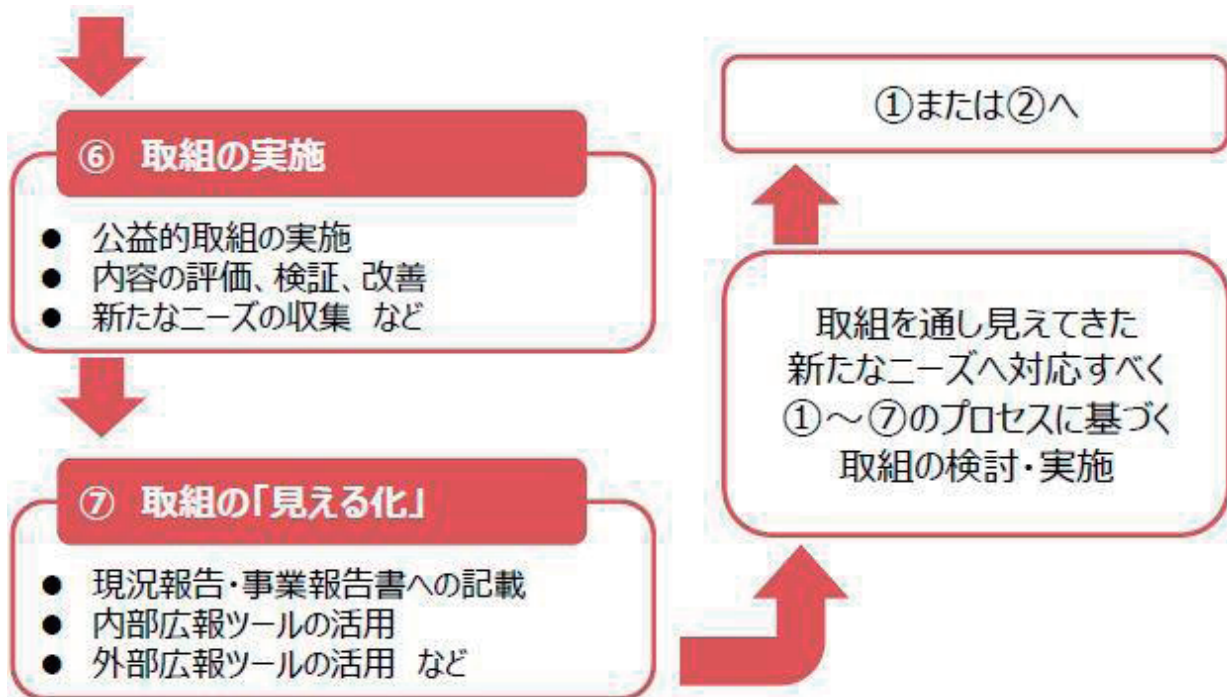 ⑥ 取組の実施
● 公益的取組の実施
● 内容の評価、検証、改善
● 新たなニーズの収集 など
⑦ 取組の「見える化」
● 現況報告・事業報告書への記載
● 内部広報ツールの活用
● 外部広報ツールの活用 など
取組を通し見えてきた
新たなニーズへ対応すべく
①～⑦のプロセスに基づく
取組の検討・実施
①または②へ